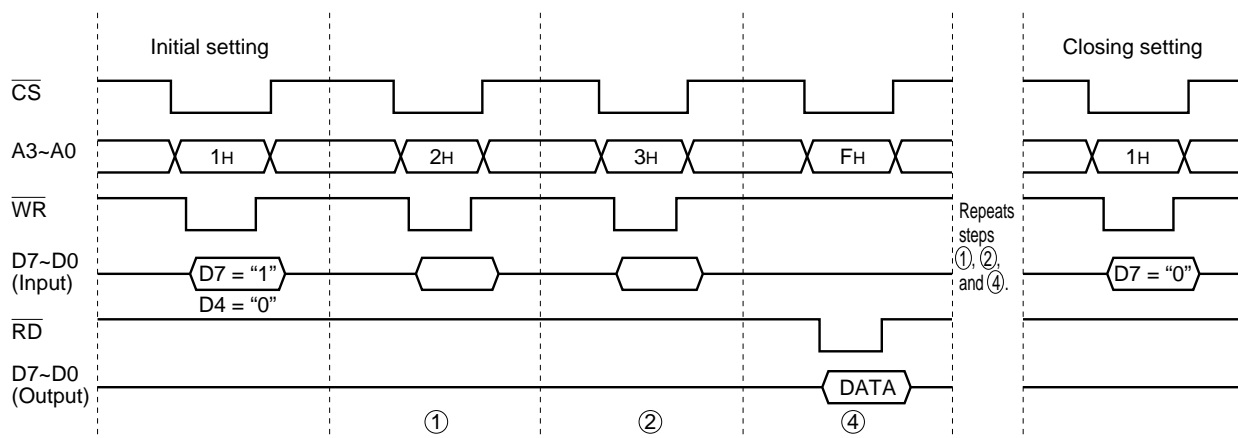 Initial setting
Closing setting
CS
A3~A0
1H
2H
3H
FH
1H
WR
Repeats
steps
①, ②,
and ④.
D7~D0
(Input)
D7 = “1”
D4 = “0”
D7 = “0”
RD
D7~D0
(Output)
DATA
①
②
④